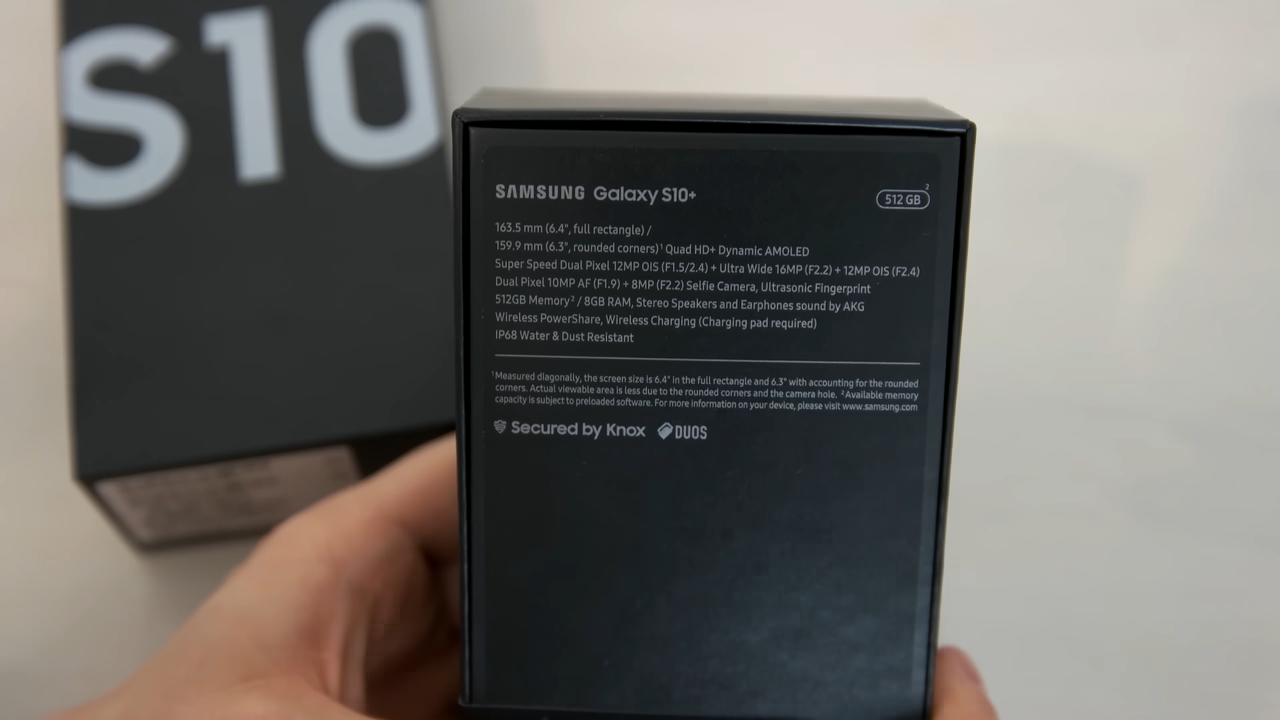 S10
SAMSUNG Galaxy S10+
512 GB ²
163.5 mm (6.4", full rectangle) /
159.9 mm (6.3", rounded corners)¹ Quad HD+ Dynamic AMOLED
Super Speed Dual Pixel 12MP OIS (F1.5/2.4) + Ultra Wide 16MP (F2.2) + 12MP OIS (F2.4)
Dual Pixel 10MP AF (F1.9) + 8MP (F2.2) Selfie Camera, Ultrasonic Fingerprint
512GB Memory² / 8GB RAM, Stereo Speakers and Earphones sound by AKG
Wireless PowerShare, Wireless Charging (Charging pad required)
IP68 Water & Dust Resistant
¹Measured diagonally, the screen size is 6.4" in the full rectangle and 6.3" with accounting for the rounded
corners. Actual viewable area is less due to the rounded corners and the camera hole. ²Available memory
capacity is subject to preloaded software. For more information on your device, please visit www.samsung.com
Secured by Knox DUOS